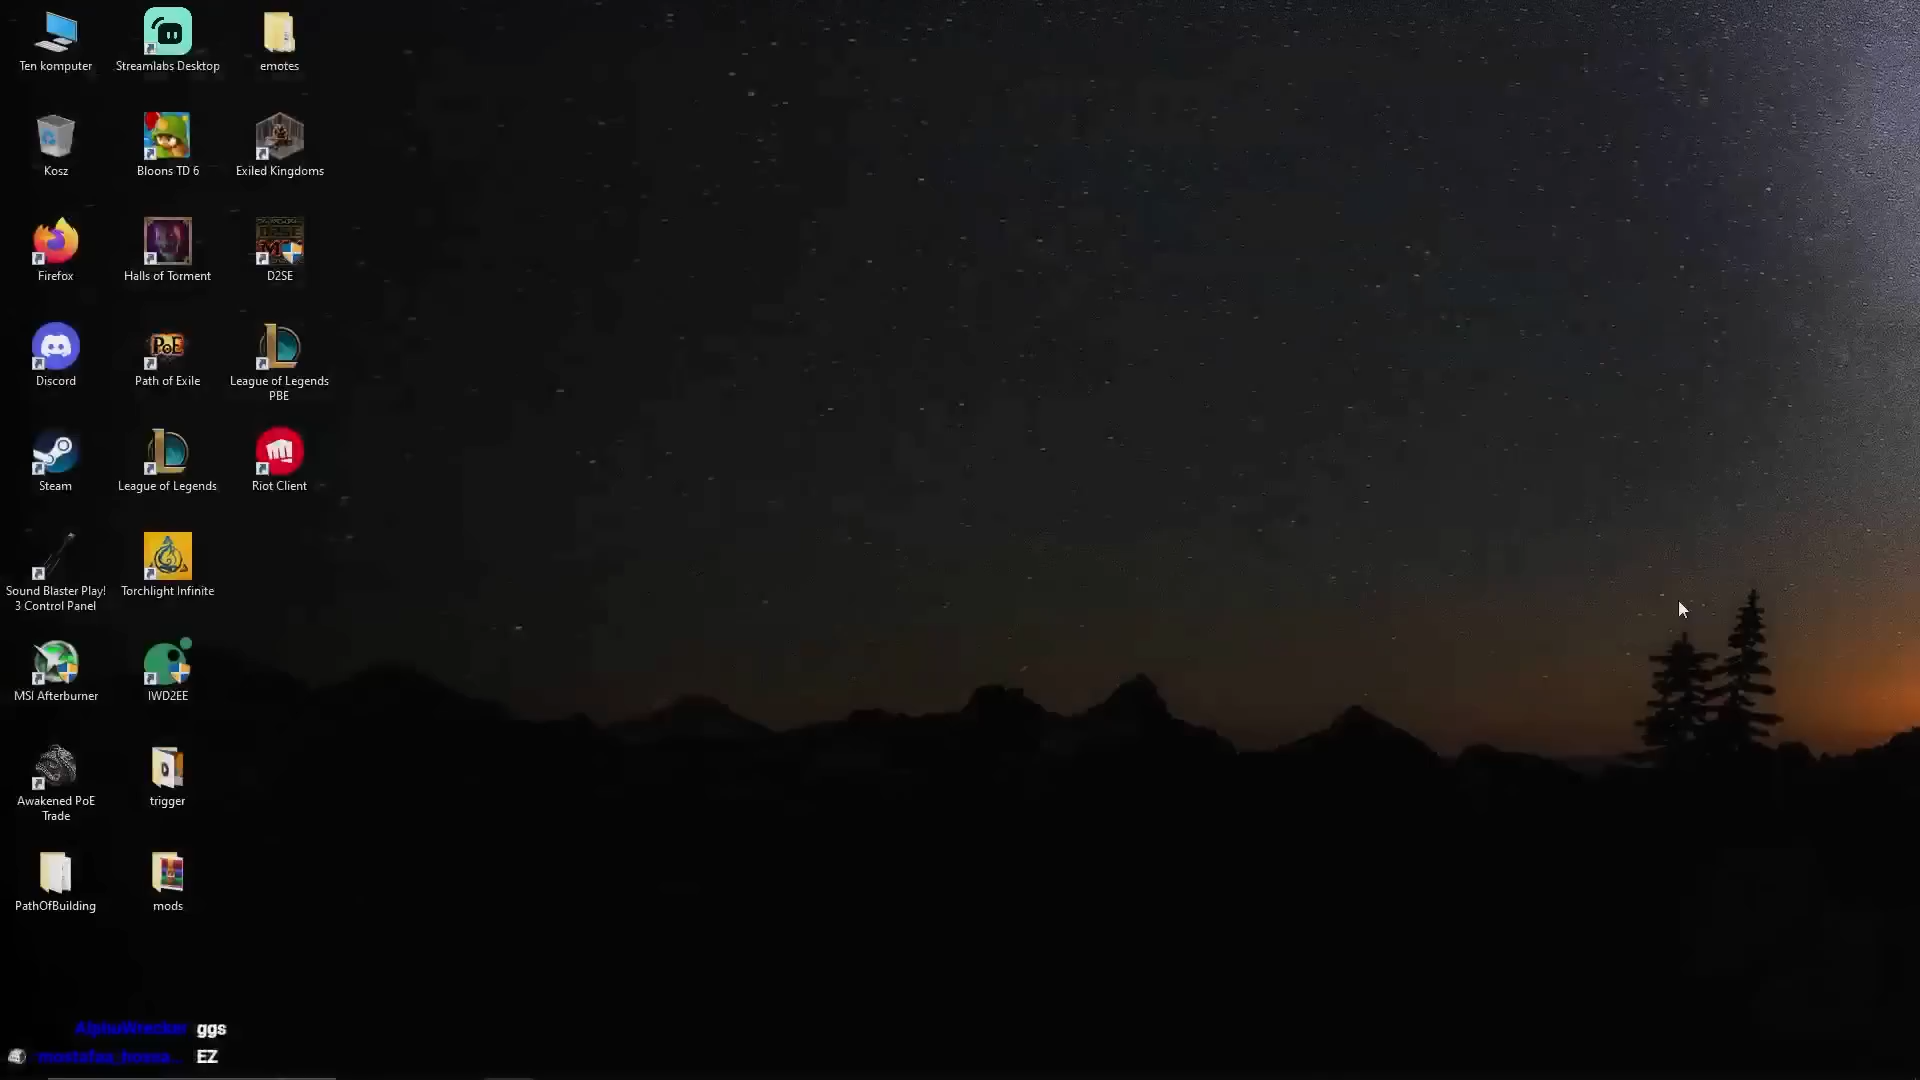 Ten komputer
Streamlabs Desktop
emotes
Kosz
Bloons TD 6
Exiled Kingdoms
Firefox
Halls of Torment
D2SE
Discord
Path of Exile
League of Legends
PBE
Steam
League of Legends
Riot Client
Sound Blaster Play!
3 Control Panel
Torchlight Infinite
MSI Afterburner
IWD2EE
Awakened PoE
Trade
trigger
PathOfBuilding
mods
ggs
EZ